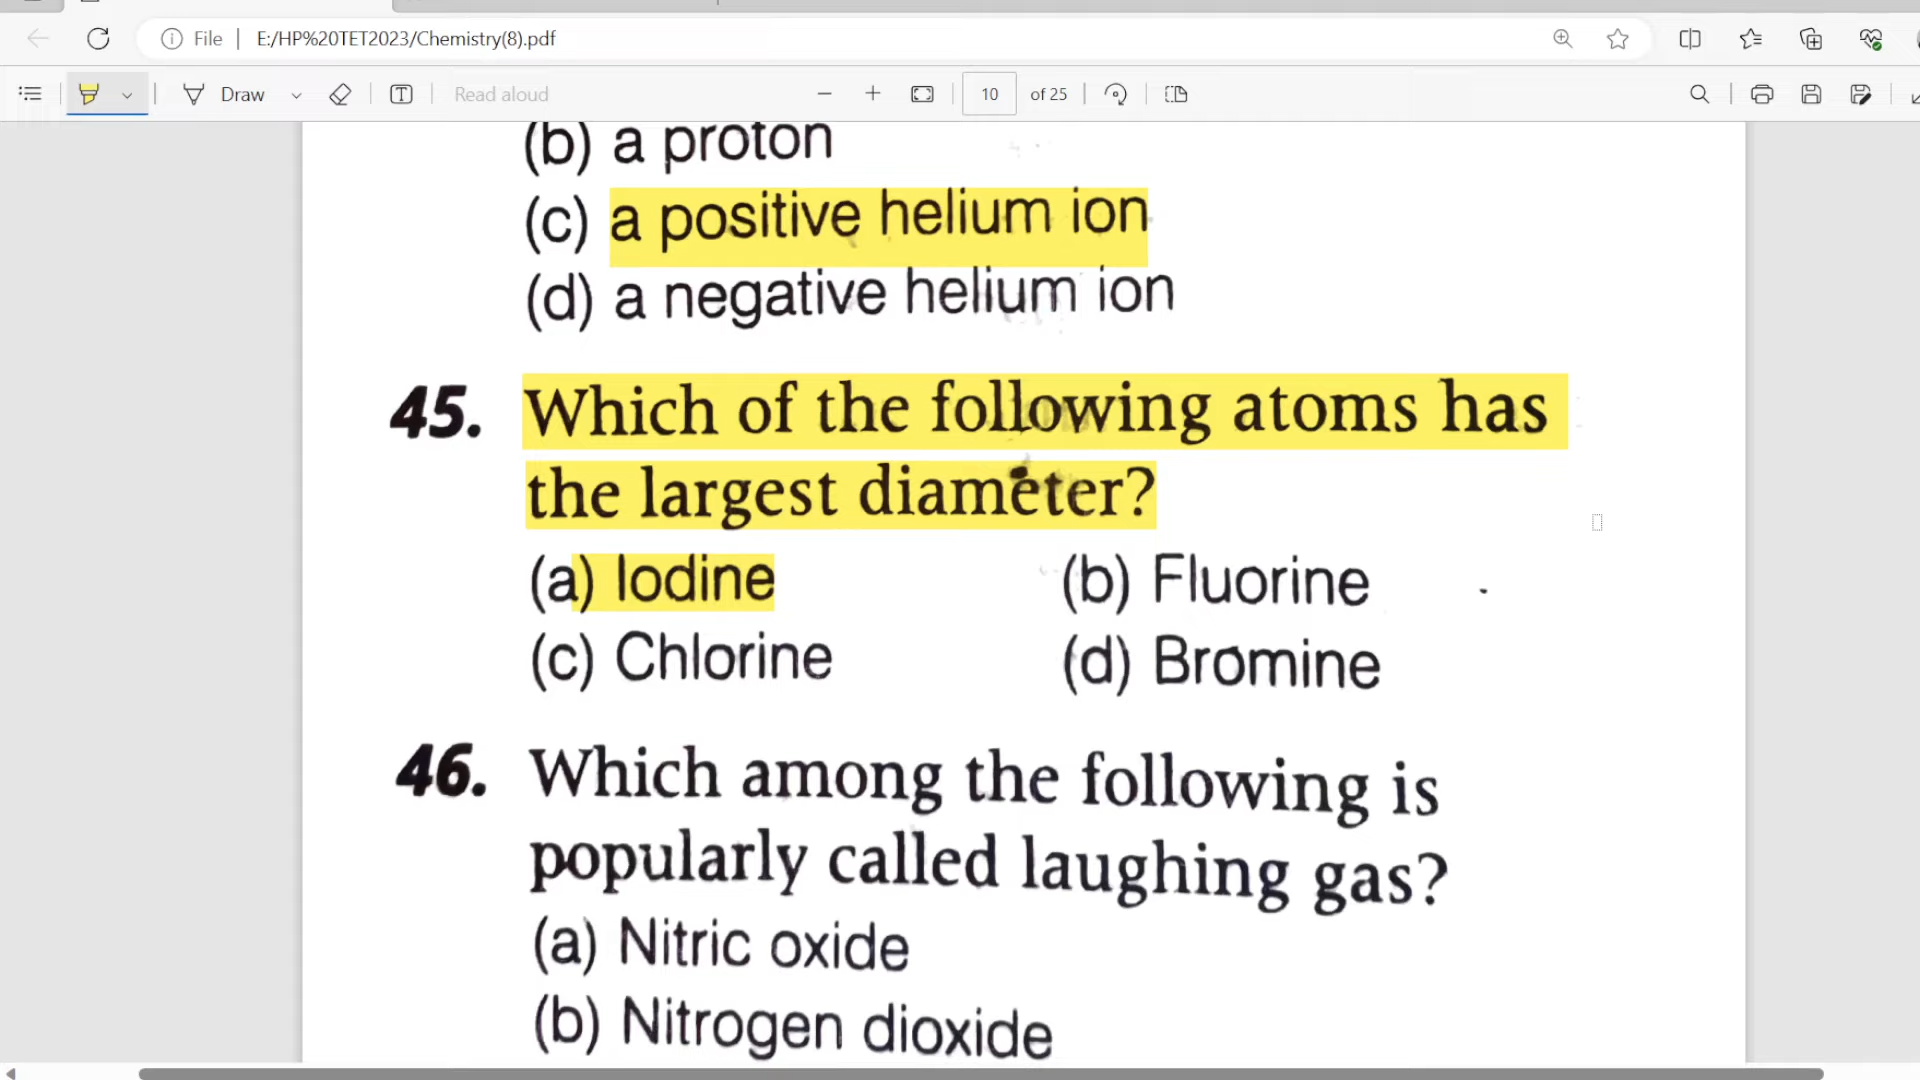 File
E:/HP%20TET2023/Chemistry(8).pdf
Draw
Read aloud
10 of 25
(b) a proton
(c) a positive helium ion
(d) a negative helium ion
45. Which of the following atoms has
the largest diameter?
(a) Iodine (b) Fluorine
(c) Chlorine (d) Bromine
46. Which among the following is
popularly called laughing gas?
(a) Nitric oxide
(b) Nitrogen dioxide